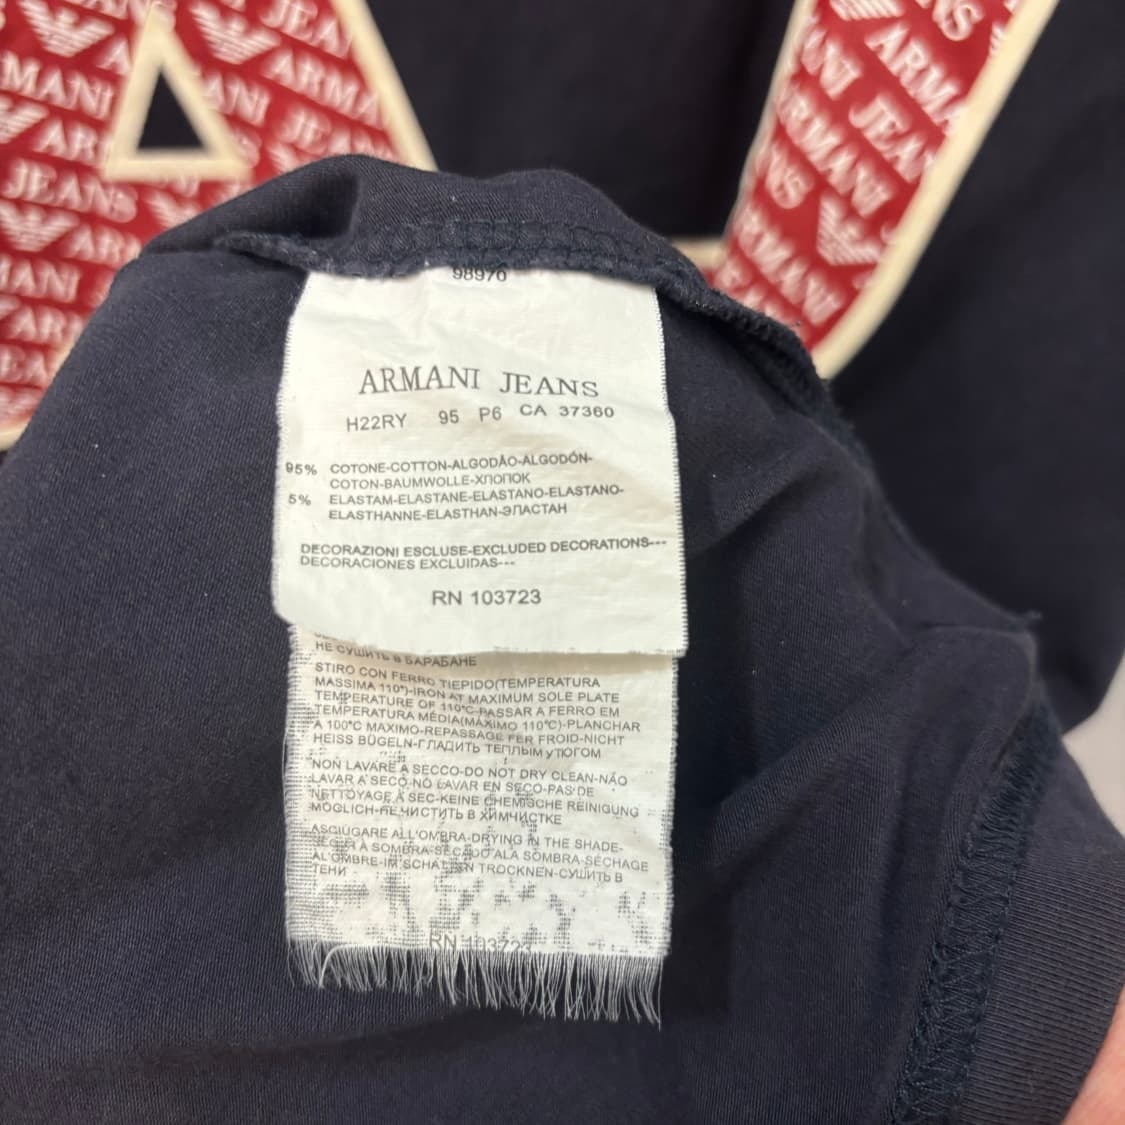 98970
ARMANI JEANS
H22RY 95 P6 CA 37360
95% COTONE-COTTON-ALGODÃO-ALGODÓN-
COTON-BAUMWOLLE-ХЛОПОК
5% ELASTAM-ELASTANE-ELASTANO-ELASTANO-
ELASTHANNE-ELASTHAN-ЭЛАСТАН
DECORAZIONI ESCLUSE-EXCLUDED DECORATIONS---
DECORACIONES EXCLUIDAS---
RN 103723
НЕ СУШИТЬ В БАРАБАНЕ
STIRO CON FERRO TIEPIDO(TEMPERATURA
MASSIMA 110°)-IRON AT MAXIMUM SOLE PLATE
TEMPERATURE OF 110°C-PASSAR A FERRO EM
TEMPERATURA MÉDIA(MÁXIMO 110°C)-PLANCHAR
A 100°C MAXIMO-REPASSAGE FER FROID-NICHT
HEISS BÜGELN-ГЛАДИТЬ ТЕПЛЫМ УТЮГОМ
NON LAVARE A SECCO-DO NOT DRY CLEAN-NÃO
LAVAR A SECO-NO LAVAR EN SECO-PAS DE
NETTOYAGE A SEC-KEINE CHEMISCHE REINIGUNG
MÖGLICH-НЕ ЧИСТИТЬ В ХИМЧИСТКЕ
ASCIUGARE ALL'OMBRA-DRYING IN THE SHADE-
SECAR À SOMBRA-SECADO ALA SOMBRA-SÉCHAGE
AL'OMBRE-IM SCHATTEN TROCKNEN-СУШИТЬ В
ТЕНИ
RN 103723